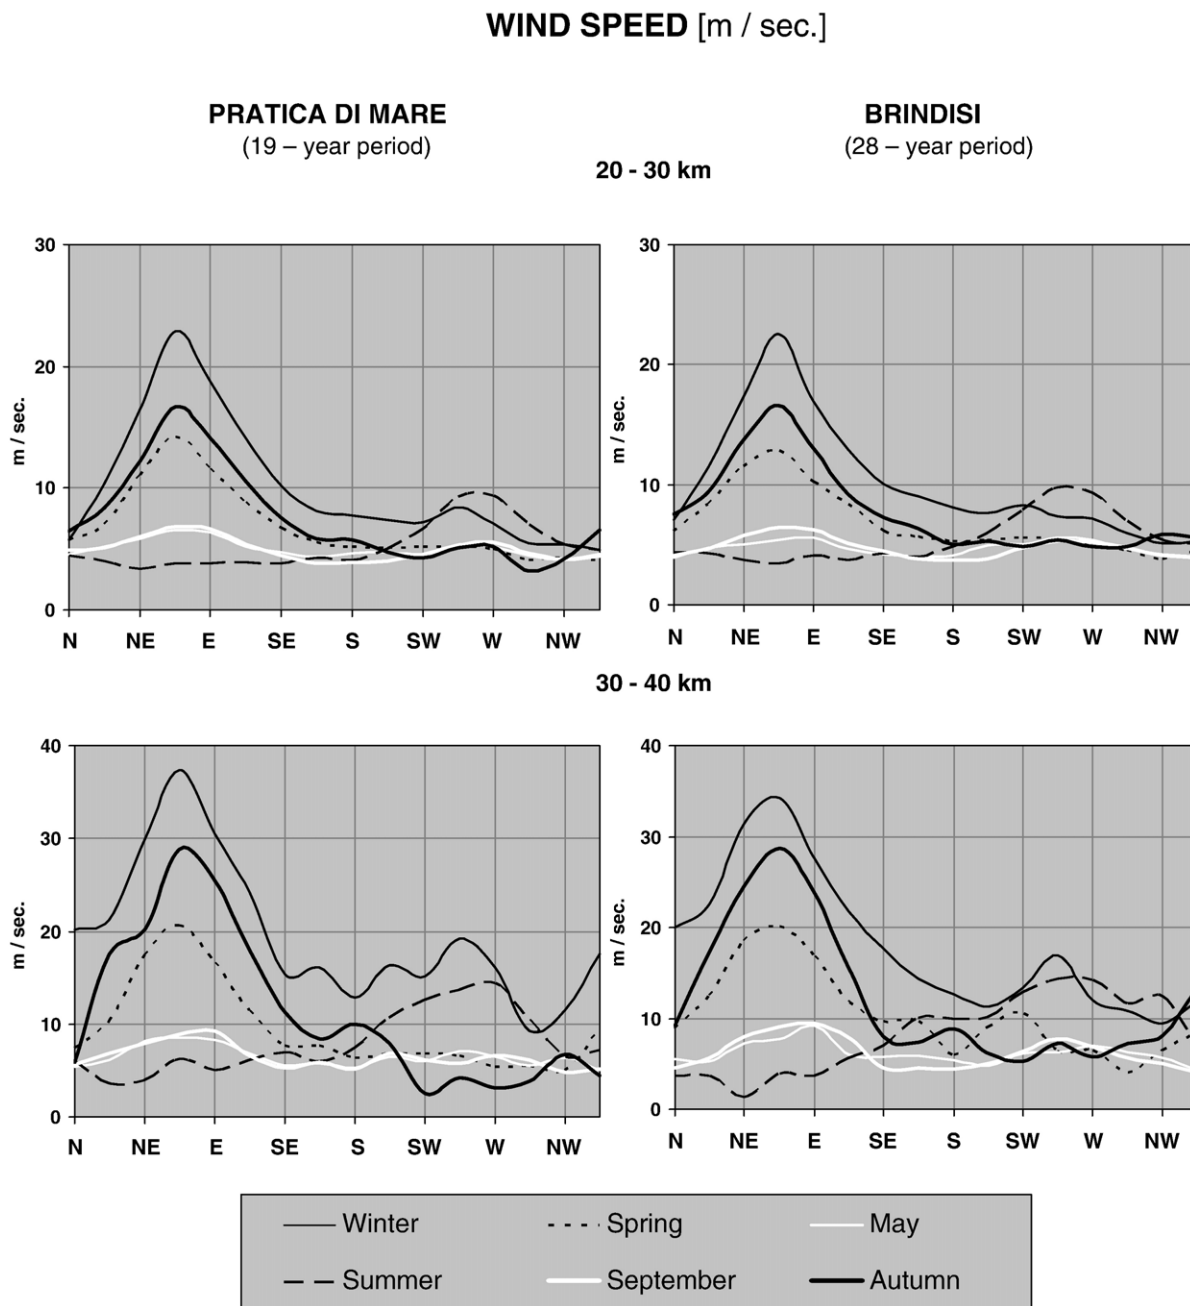 WIND SPEED [m / sec.]
PRATICA DI MARE
(19 – year period)
BRINDISI
(28 – year period)
20 - 30 km
30
20
10
0
m / sec.
N NE E SE S SW W NW
30
20
10
0
m / sec.
N NE E SE S SW W NW
30 - 40 km
40
30
20
10
0
m / sec.
N NE E SE S SW W NW
40
30
20
10
0
m / sec.
N NE E SE S SW W NW
Winter Spring May
Summer September Autumn